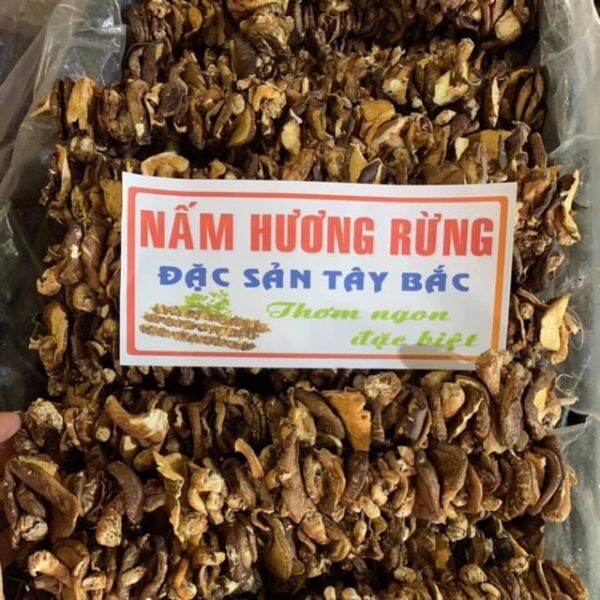 NẤM HƯƠNG RỪNG
ĐẶC SẢN TÂY BẮC
Thơm ngon
đặc biệt